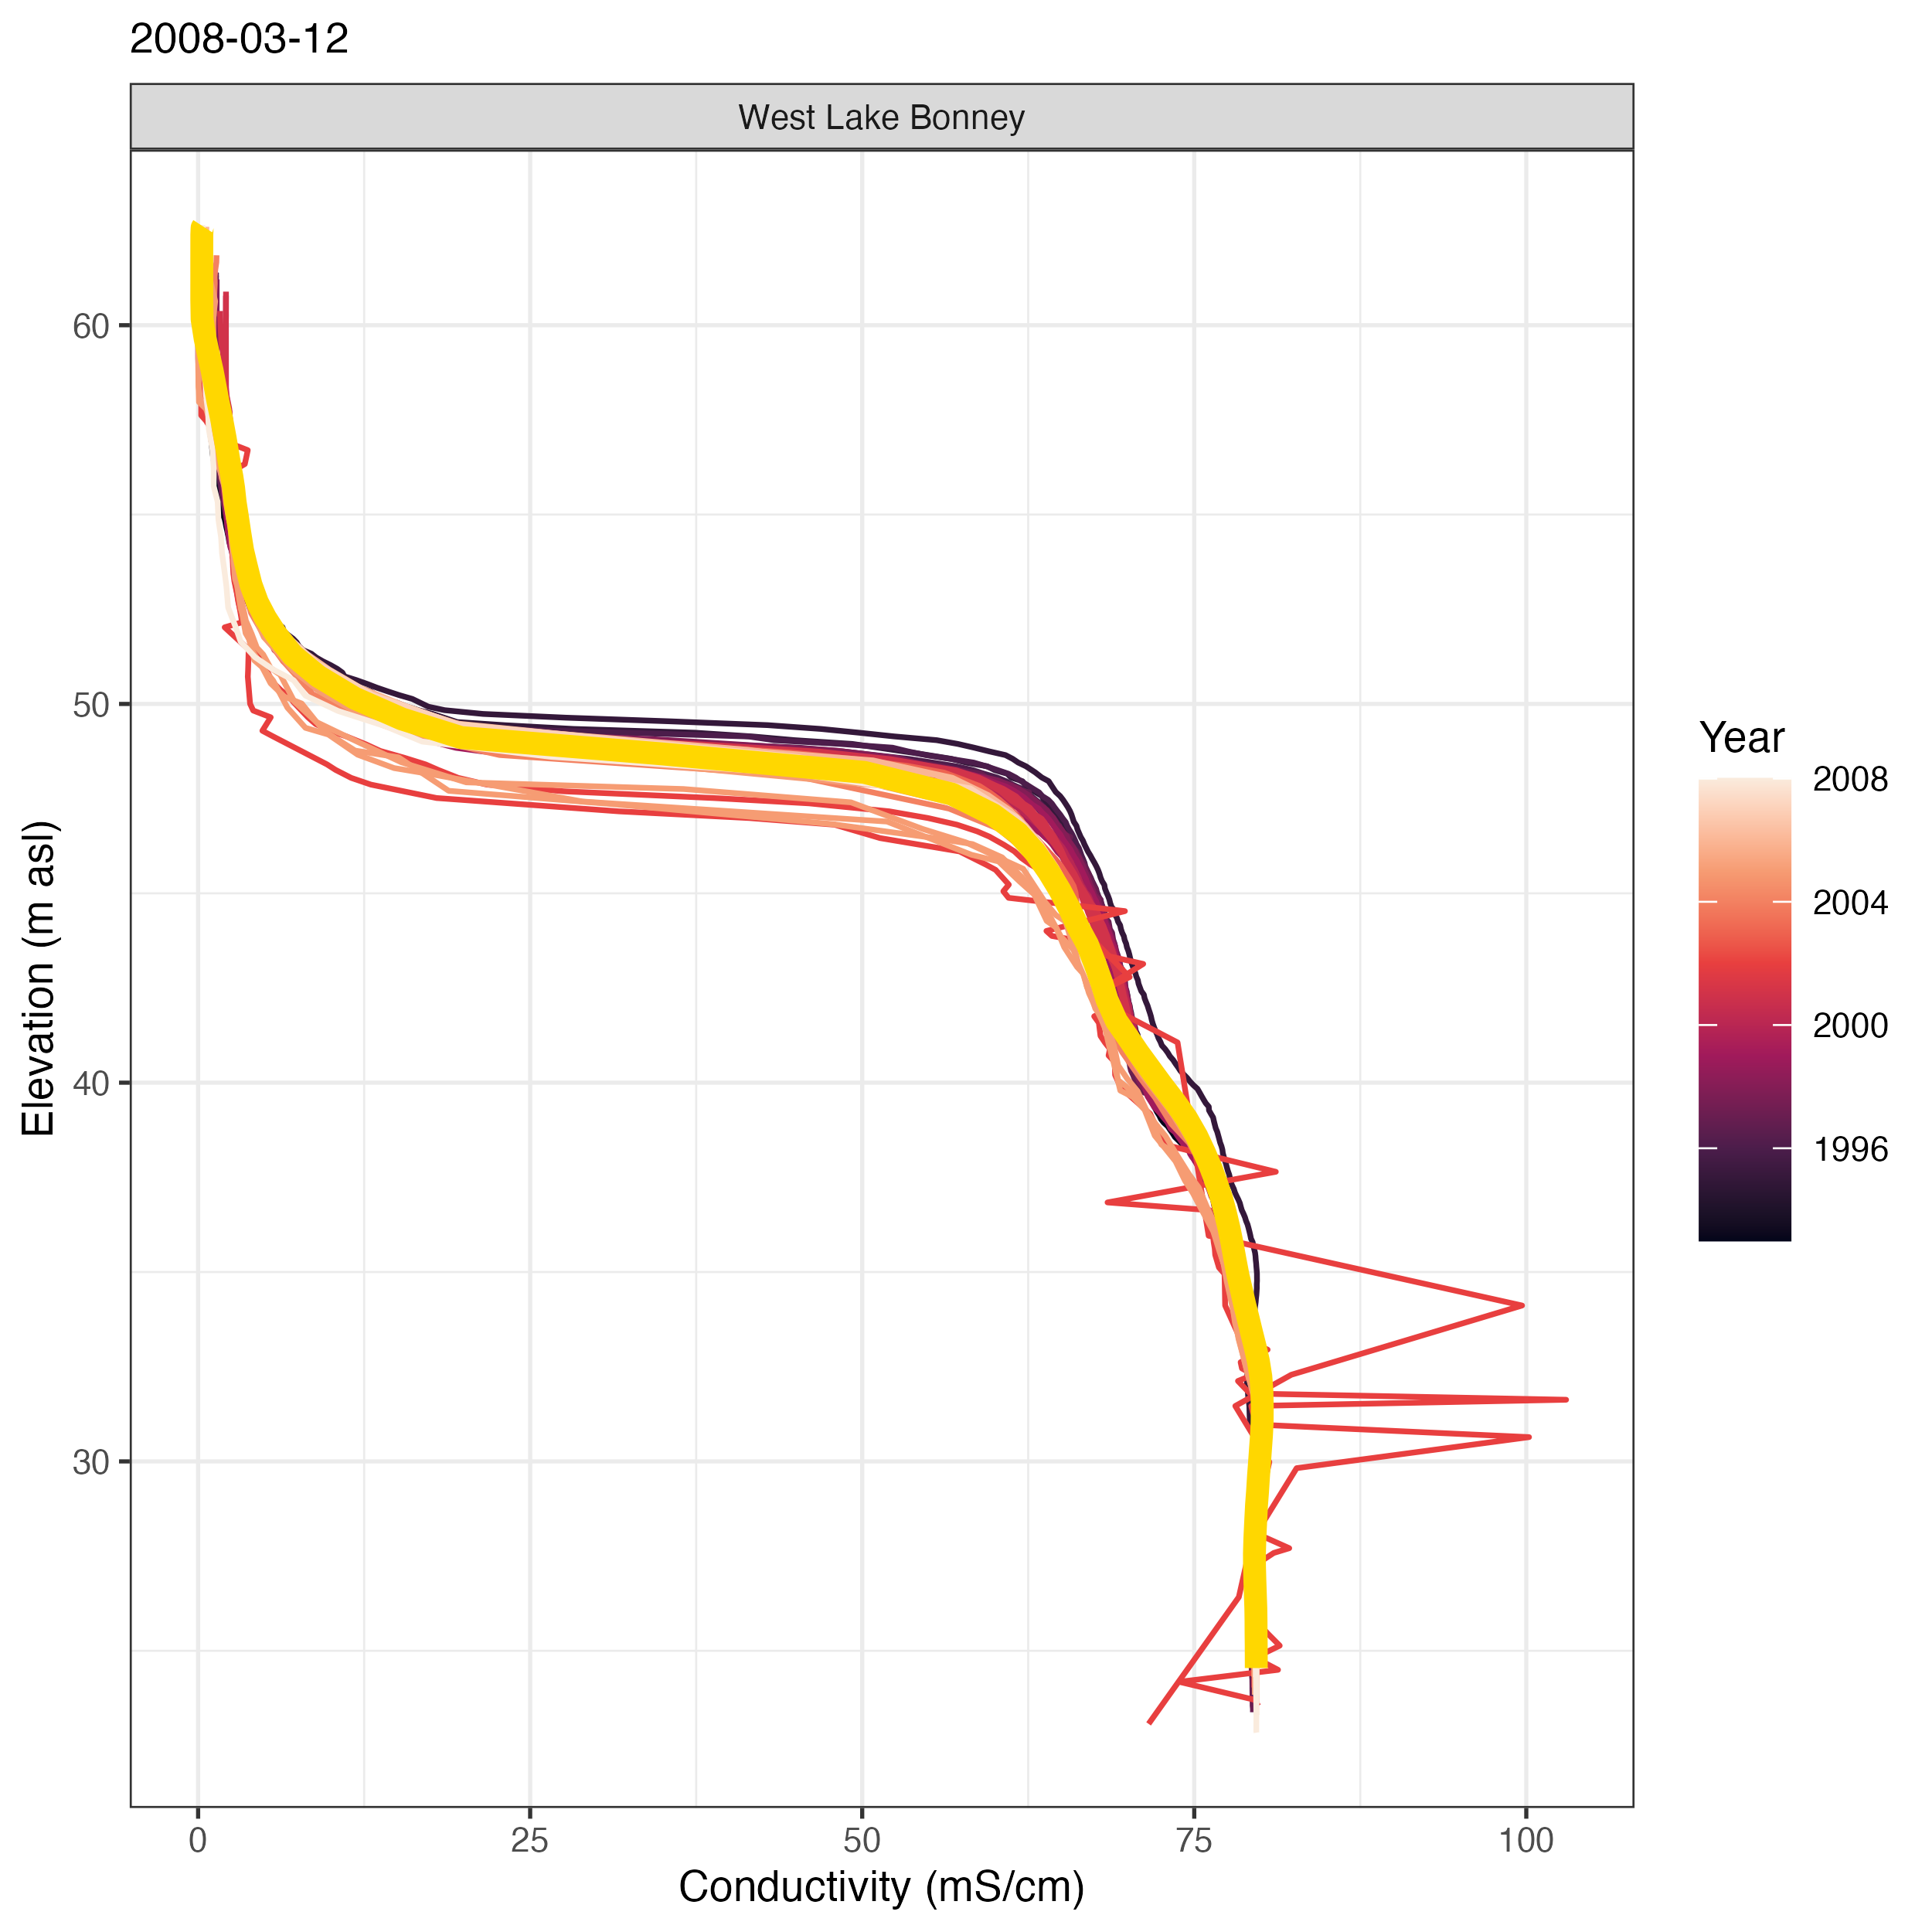 2008-03-12
West Lake Bonney
60
50
40
30
Elevation (m asl)
0 25 50 75 100
Conductivity (mS/cm)
Year
2008
2004
2000
1996